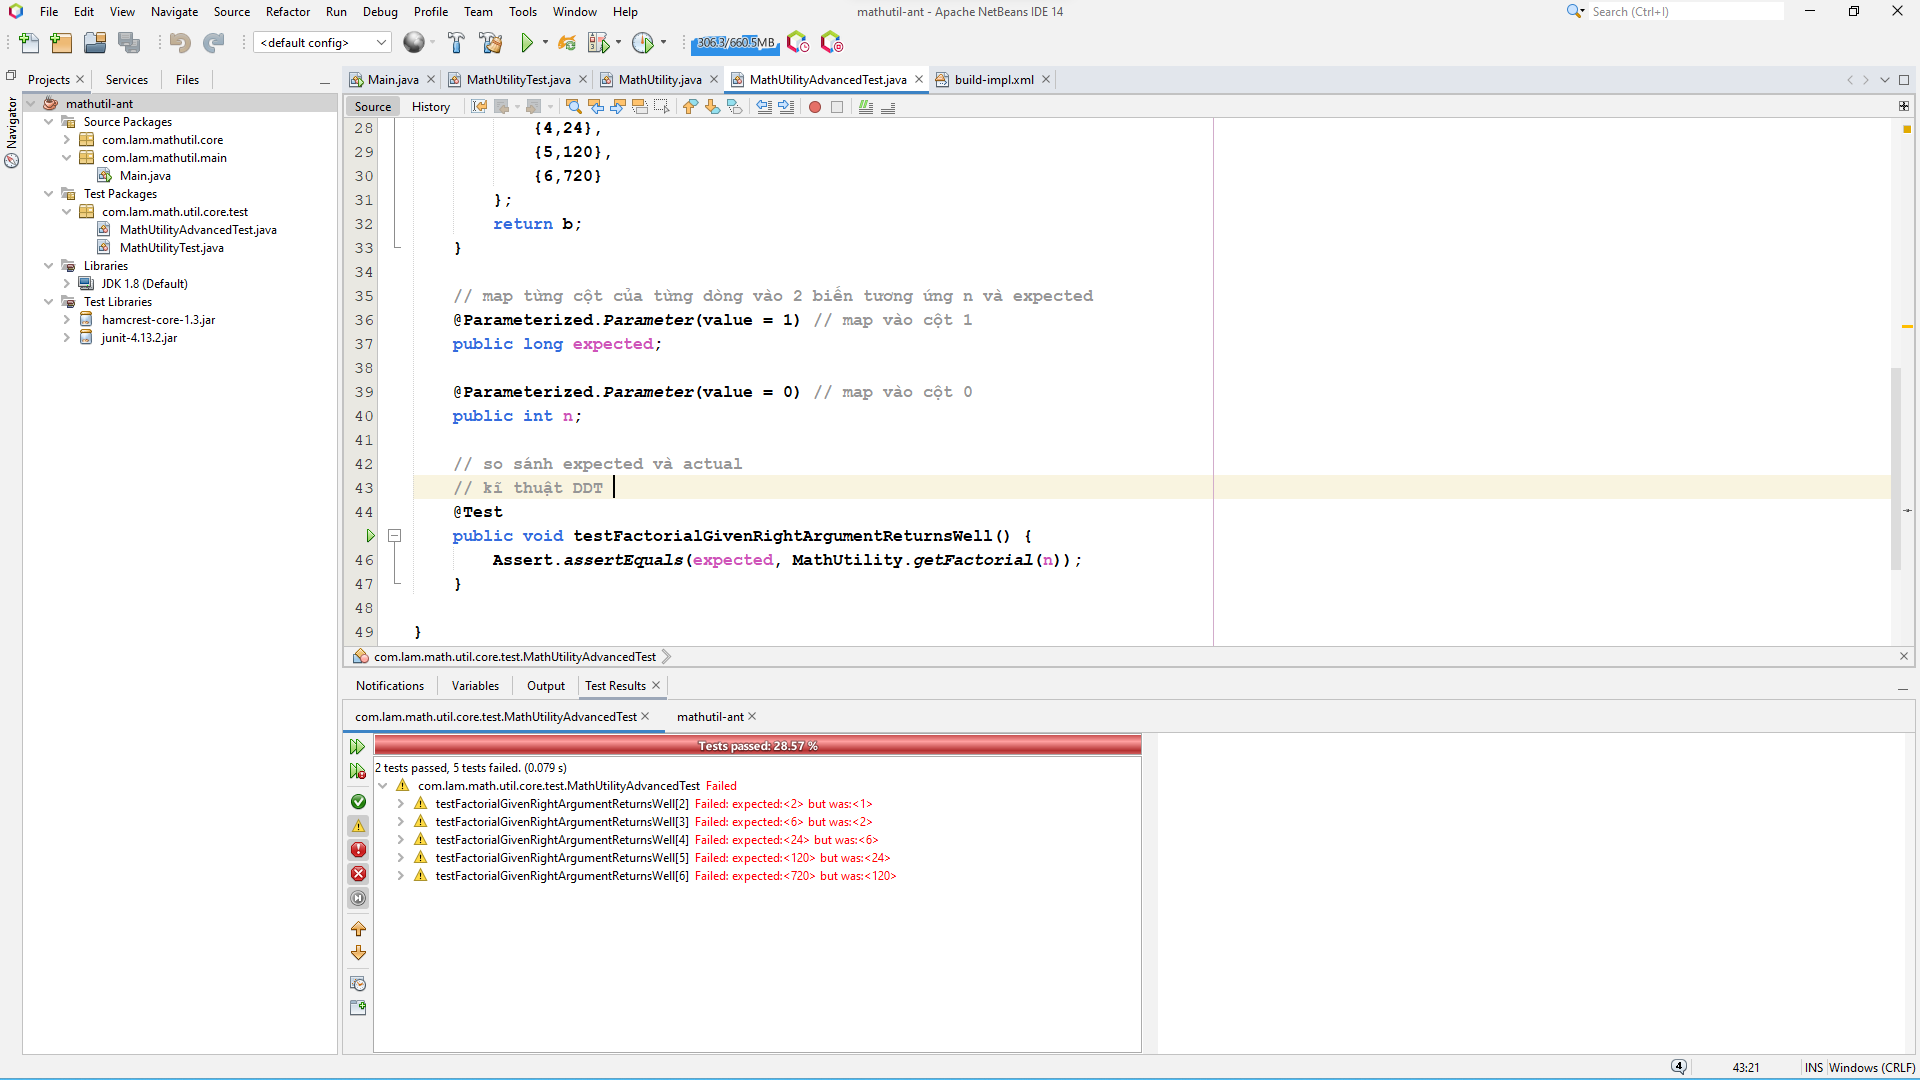 File Edit View Navigate Source Refactor Run Debug Profile Team Tools Window Help
mathutil-ant - Apache NetBeans IDE 14
Search (Ctrl+I)
<default config>
306.3/660.5MB
Projects
Services
Files
Main.java
MathUtilityTest.java
MathUtility.java
MathUtilityAdvancedTest.java
build-impl.xml
Navigator
mathutil-ant
Source Packages
com.lam.mathutil.core
com.lam.mathutil.main
Main.java
Test Packages
com.lam.math.util.core.test
MathUtilityAdvancedTest.java
MathUtilityTest.java
Libraries
JDK 1.8 (Default)
Test Libraries
hamcrest-core-1.3.jar
junit-4.13.2.jar
Source
History
28 {4,24},
29 {5,120},
30 {6,720}
31 };
32 return b;
33 }
34
35 // map từng cột của từng dòng vào 2 biến tương ứng n và expected
36 @Parameterized.Parameter(value = 1) // map vào cột 1
37 public long expected;
38
39 @Parameterized.Parameter(value = 0) // map vào cột 0
40 public int n;
41
42 // so sánh expected và actual
43 // kĩ thuật DDT
44 @Test
public void testFactorialGivenRightArgumentReturnsWell() {
46 Assert.assertEquals(expected, MathUtility.getFactorial(n));
47 }
48
49 }
com.lam.math.util.core.test.MathUtilityAdvancedTest
Notifications
Variables
Output
Test Results
com.lam.math.util.core.test.MathUtilityAdvancedTest
mathutil-ant
Tests passed: 28.57 %
2 tests passed, 5 tests failed. (0.079 s)
com.lam.math.util.core.test.MathUtilityAdvancedTest Failed
testFactorialGivenRightArgumentReturnsWell[2] Failed: expected:<2> but was:<1>
testFactorialGivenRightArgumentReturnsWell[3] Failed: expected:<6> but was:<2>
testFactorialGivenRightArgumentReturnsWell[4] Failed: expected:<24> but was:<6>
testFactorialGivenRightArgumentReturnsWell[5] Failed: expected:<120> but was:<24>
testFactorialGivenRightArgumentReturnsWell[6] Failed: expected:<720> but was:<120>
4
43:21
INS
Windows (CRLF)